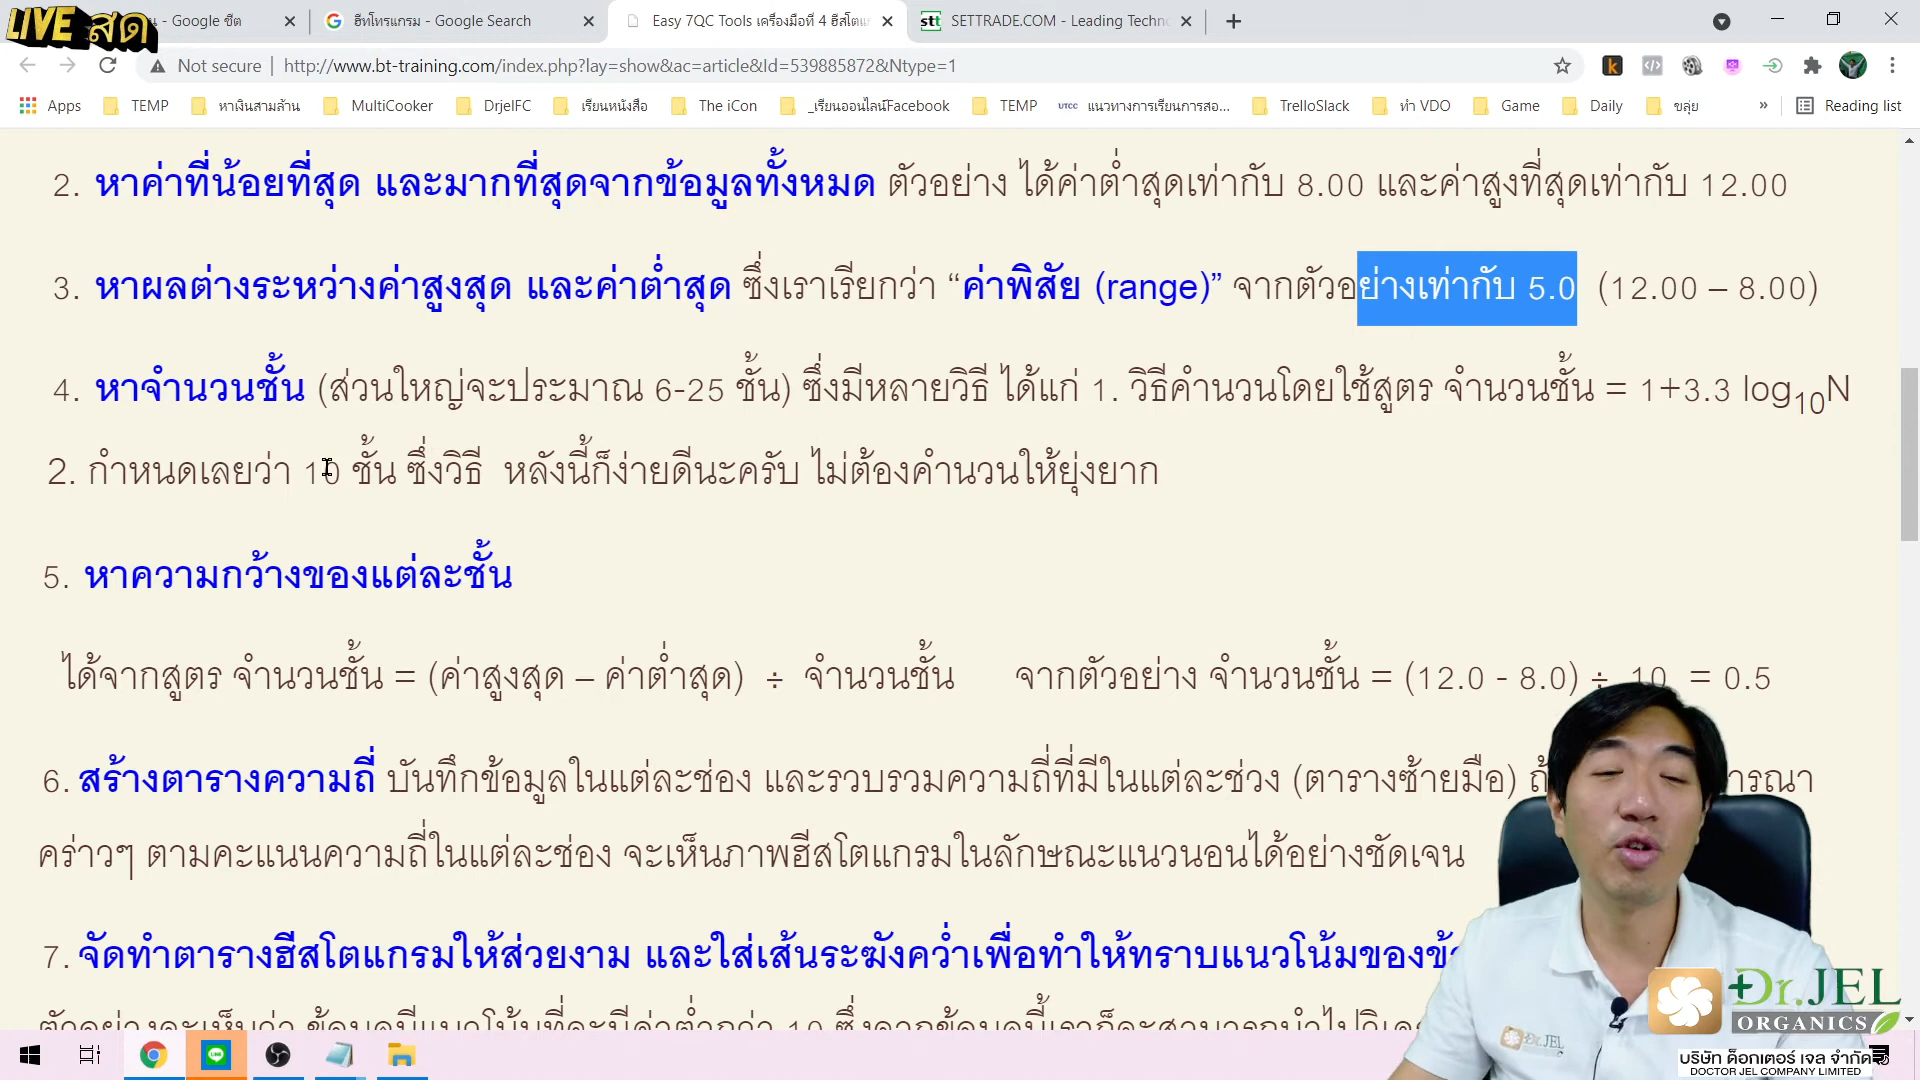 LIVE สด
น - Google ชีต
ฮีทโทรแกรม - Google Search
Easy 7QC Tools เครื่องมือที่ 4 ฮีสโตแก
stt SETTRADE.COM - Leading Techno
Not secure
http://www.bt-training.com/index.php?lay=show&ac=article&Id=539885872&Ntype=1
Apps TEMP หาเงินสามล้าน MultiCooker DrjelFC เรียนหนังสือ The iCon _เรียนออนไลน์Facebook TEMP UTCC แนวทางการเรียนการสอ... TrelloSlack ทำ VDO Game Daily ขลุ่ย » Reading list
2. หาค่าที่น้อยที่สุด และมากที่สุดจากข้อมูลทั้งหมด ตัวอย่าง ได้ค่าต่ำสุดเท่ากับ 8.00 และค่าสูงที่สุดเท่ากับ 12.00
3. หาผลต่างระหว่างค่าสูงสุด และค่าต่ำสุด ซึ่งเราเรียกว่า “ค่าพิสัย (range)” จากตัวอย่างเท่ากับ 5.0 (12.00 – 8.00)
4. หาจำนวนชั้น (ส่วนใหญ่จะประมาณ 6-25 ชั้น) ซึ่งมีหลายวิธี ได้แก่ 1. วิธีคำนวนโดยใช้สูตร จำนวนชั้น = 1+3.3 log10N
2. กำหนดเลยว่า 10 ชั้น ซึ่งวิธี หลังนี้ก็ง่ายดีนะครับ ไม่ต้องคำนวนให้ยุ่งยาก
5. หาความกว้างของแต่ละชั้น
ได้จากสูตร จำนวนชั้น = (ค่าสูงสุด – ค่าต่ำสุด) ÷ จำนวนชั้น จากตัวอย่าง จำนวนชั้น = (12.0 - 8.0) ÷ 10 = 0.5
6. สร้างตารางความถี่ บันทึกข้อมูลในแต่ละช่อง และรวบรวมความถี่ที่มีในแต่ละช่วง (ตารางซ้ายมือ) ถ้ ารณา
คร่าวๆ ตามคะแนนความถี่ในแต่ละช่อง จะเห็นภาพฮีสโตแกรมในลักษณะแนวนอนได้อย่างชัดเจน
7. จัดทำตารางฮีสโตแกรมให้ส่วยงาม และใส่เส้นระฆังคว่ำเพื่อทำให้ทราบแนวโน้มของข้
Dr.JEL
ORGANICS
บริษัท ด็อกเตอร์ เจล จำกัด
DOCTOR JEL COMPANY LIMITED